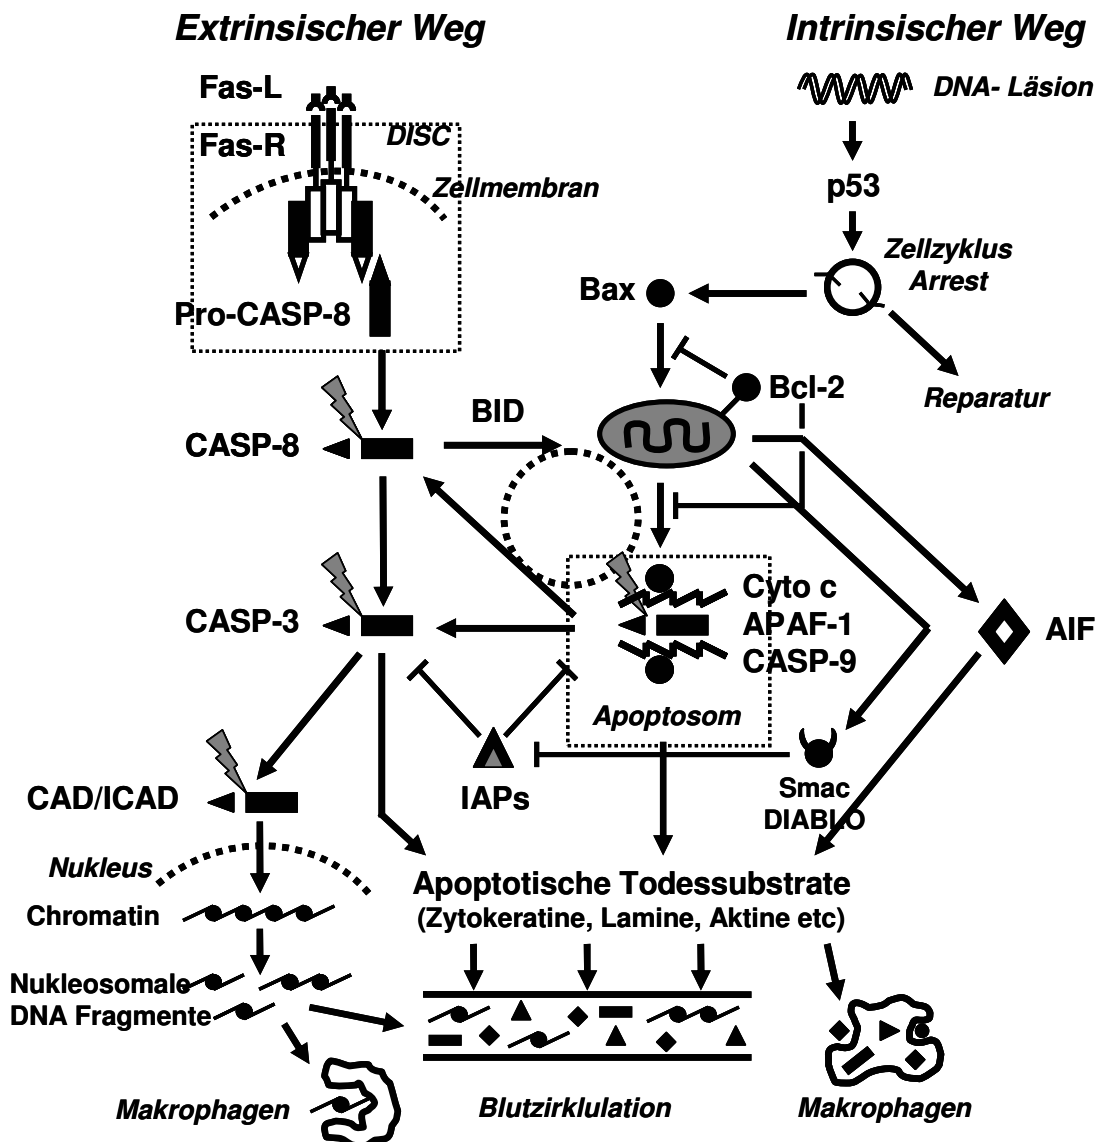 Extrinsischer Weg
Intrinsischer Weg
Fas-L
DNA- Läsion
Fas-R
DISC
Zellmembran
p53
Zellzyklus
Arrest
Bax
Pro-CASP-8
Bcl-2
Reparatur
BID
CASP-8
Cyto c
CASP-3
APAF-1
AIF
CASP-9
Apoptosom
IAPs
Smac
DIABLO
CAD/ICAD
Nukleus
Apoptotische Todessubstrate
(Zytokeratine, Lamine, Aktine etc)
Chromatin
Nukleosomale
DNA Fragmente
Makrophagen
Blutzirklulation
Makrophagen